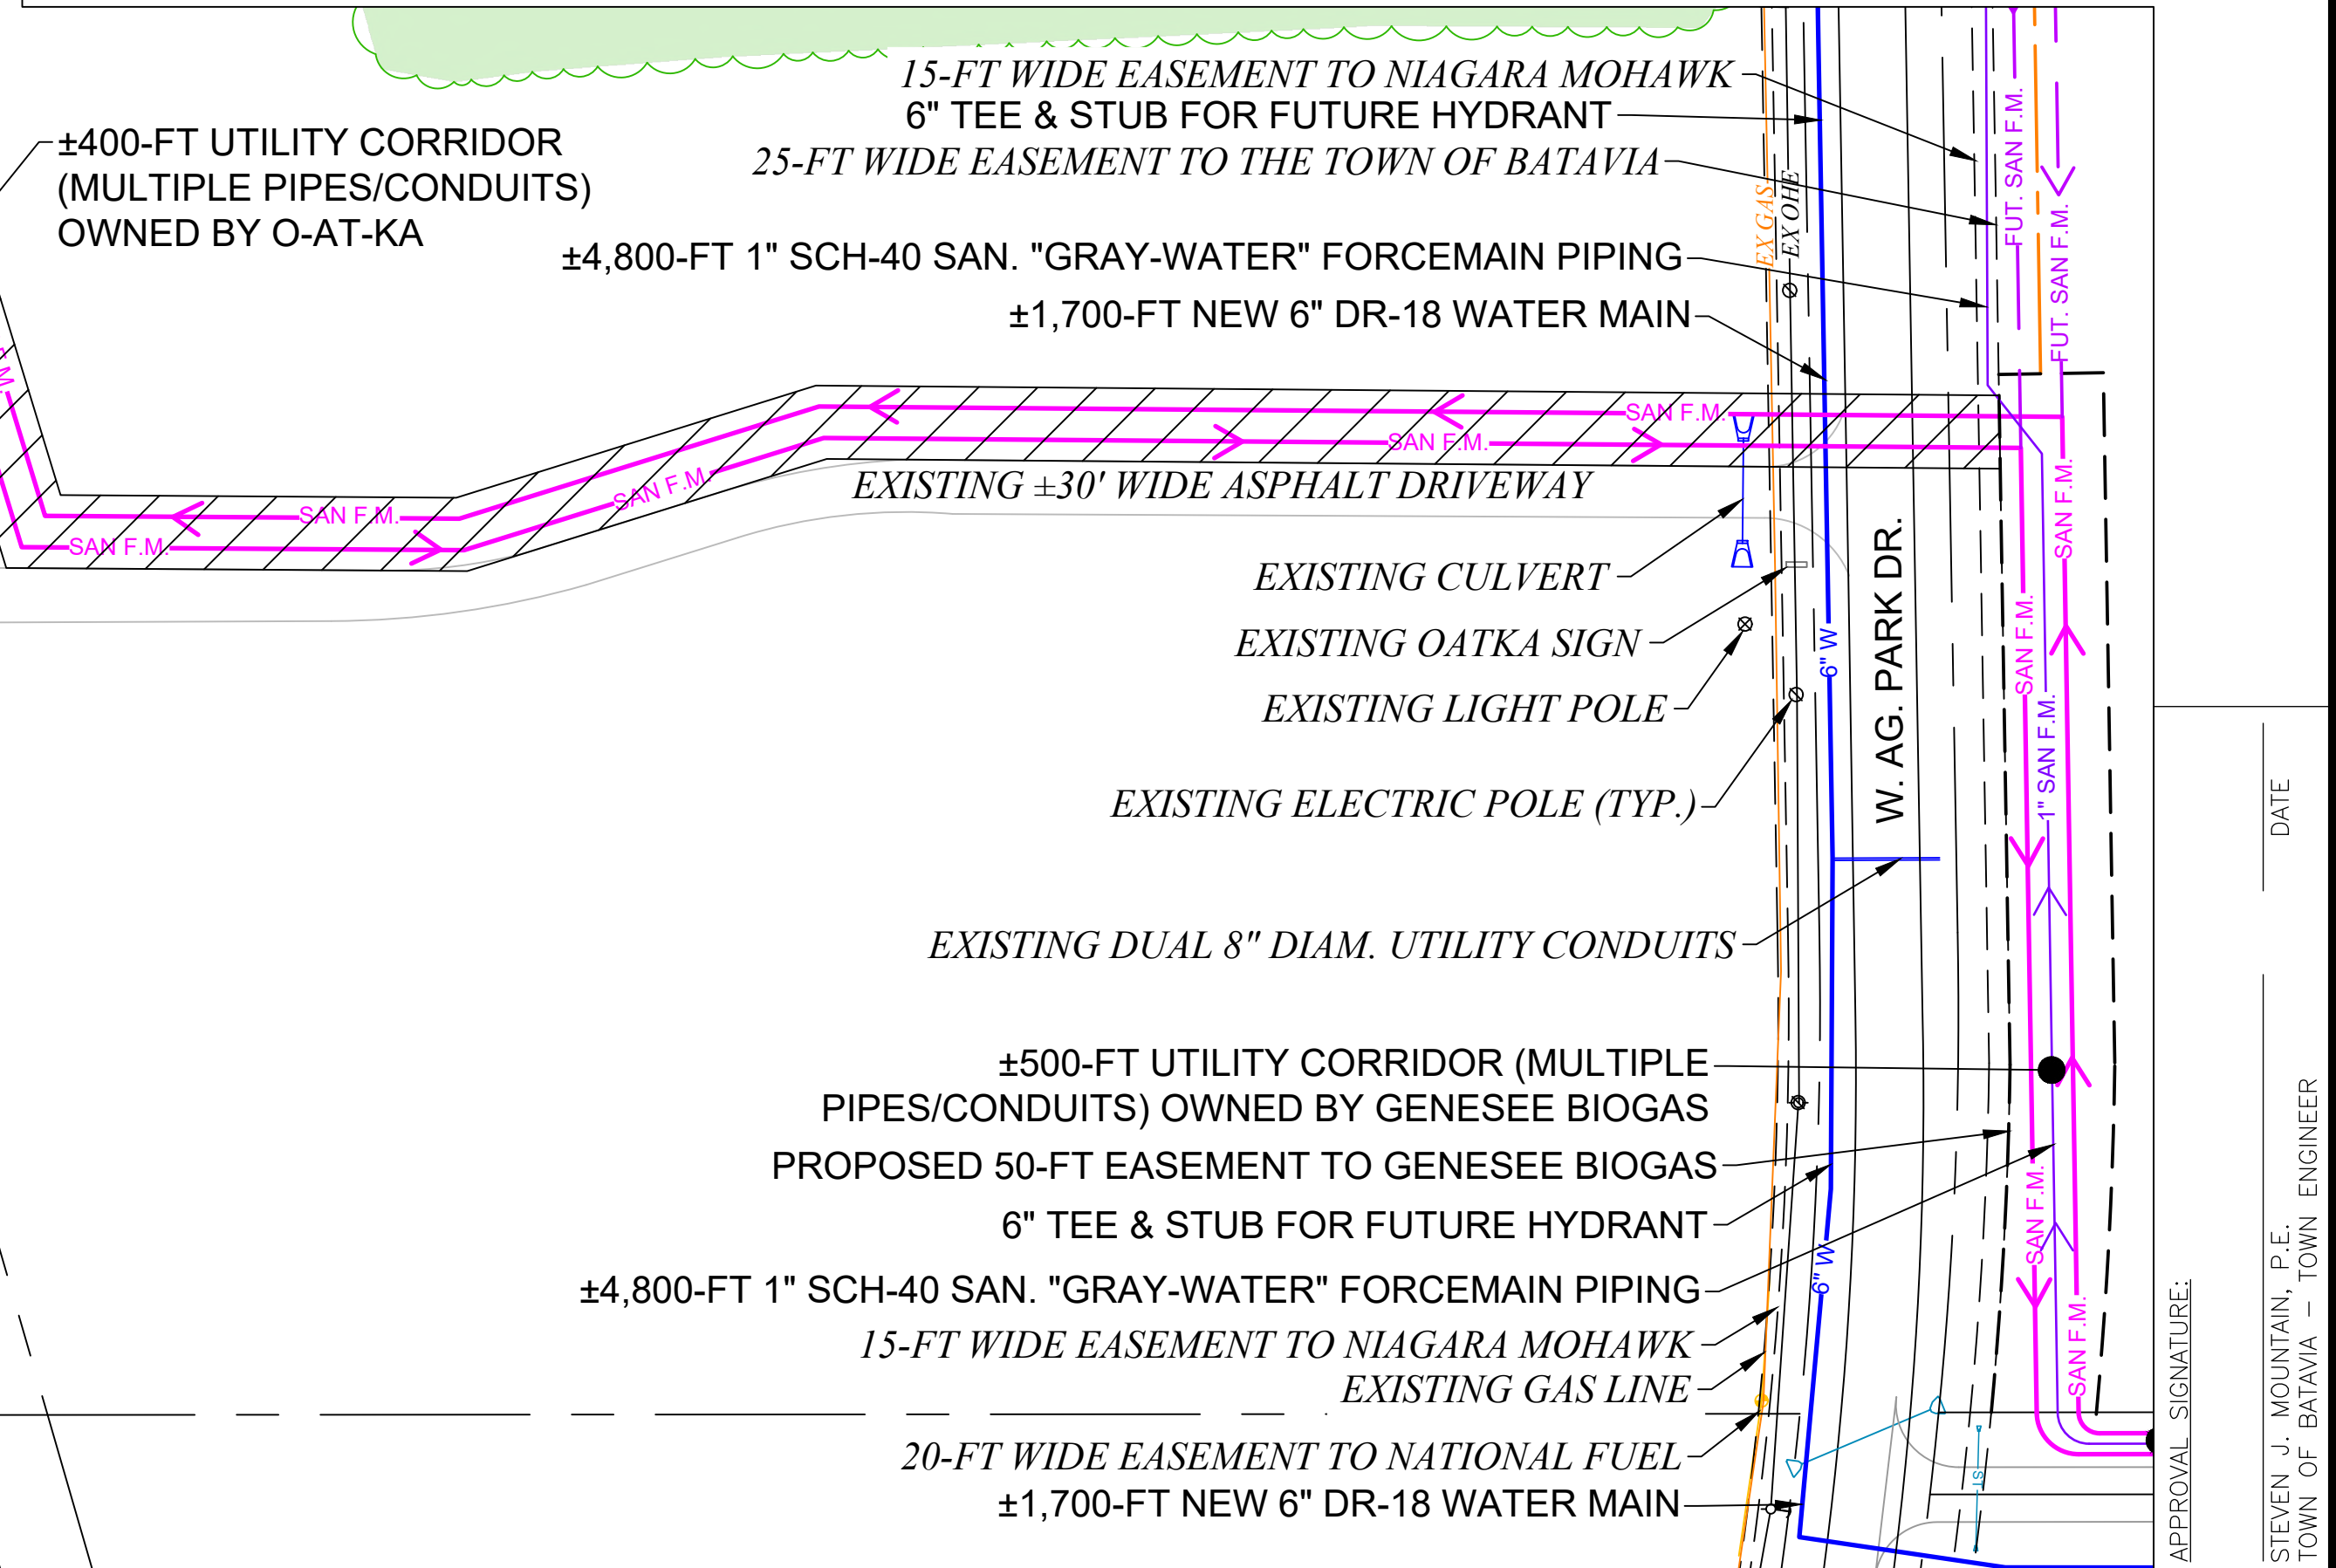 15-FT WIDE EASEMENT TO NIAGARA MOHAWK
6" TEE & STUB FOR FUTURE HYDRANT
25-FT WIDE EASEMENT TO THE TOWN OF BATAVIA
±400-FT UTILITY CORRIDOR
(MULTIPLE PIPES/CONDUITS)
OWNED BY O-AT-KA
±4,800-FT 1" SCH-40 SAN. "GRAY-WATER" FORCEMAIN PIPING
±1,700-FT NEW 6" DR-18 WATER MAIN
EX GAS
EX OHE
FUT. SAN F.M.
FUT. SAN F.M.
SAN F.M.
SAN F.M.
SAN F.M.
SAN F.M.
SAN F.M.
EXISTING ±30' WIDE ASPHALT DRIVEWAY
EXISTING CULVERT
EXISTING OATKA SIGN
EXISTING LIGHT POLE
EXISTING ELECTRIC POLE (TYP.)
6" W
W. AG. PARK DR.
SAN F.M.
SAN F.M.
1" SAN F.M.
EXISTING DUAL 8" DIAM. UTILITY CONDUITS
±500-FT UTILITY CORRIDOR (MULTIPLE
PIPES/CONDUITS) OWNED BY GENESEE BIOGAS
PROPOSED 50-FT EASEMENT TO GENESEE BIOGAS
6" TEE & STUB FOR FUTURE HYDRANT
±4,800-FT 1" SCH-40 SAN. "GRAY-WATER" FORCEMAIN PIPING
15-FT WIDE EASEMENT TO NIAGARA MOHAWK
EXISTING GAS LINE
20-FT WIDE EASEMENT TO NATIONAL FUEL
±1,700-FT NEW 6" DR-18 WATER MAIN
6" W
SAN F.M.
SAN F.M.
ST
APPROVAL SIGNATURE:
STEVEN J. MOUNTAIN, P.E.
TOWN OF BATAVIA – TOWN ENGINEER
DATE